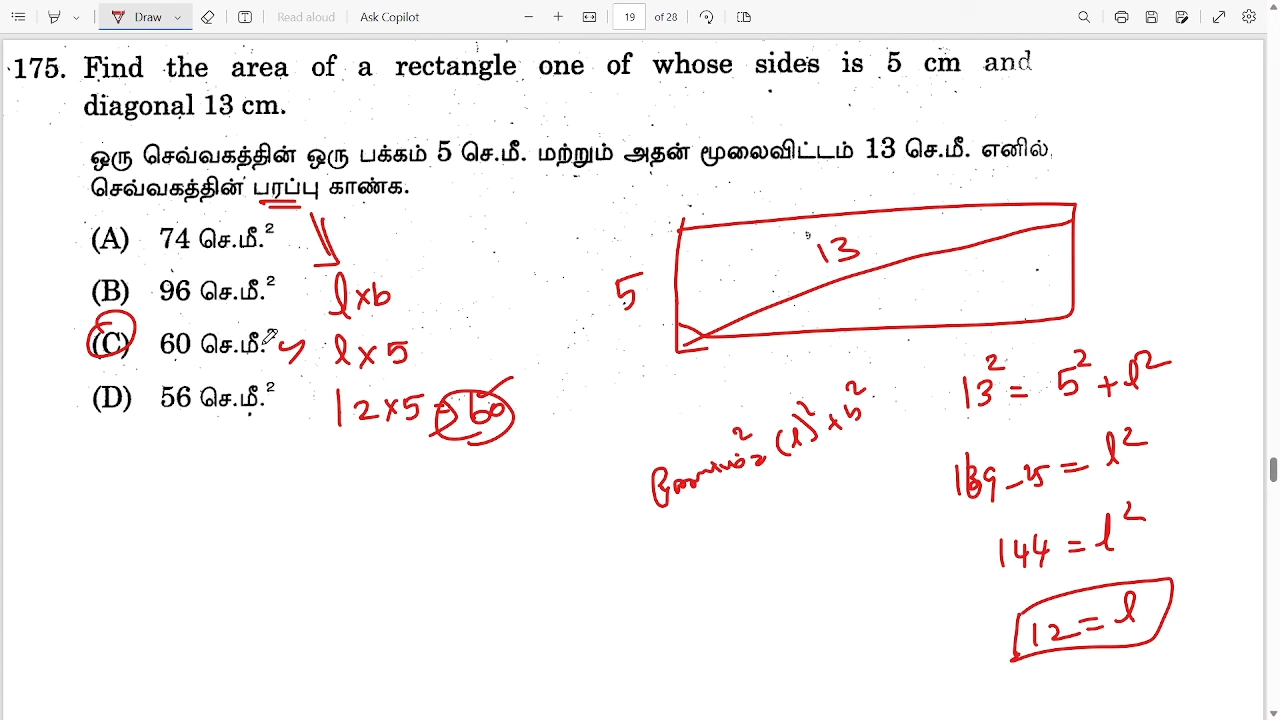 Draw
Read aloud
Ask Copilot
19 of 28
175. Find the area of a rectangle one of whose sides is 5 cm and
diagonal 13 cm.
ஒரு செவ்வகத்தின் ஒரு பக்கம் 5 செ.மீ. மற்றும் அதன் மூலைவிட்டம் 13 செ.மீ. எனில்
செவ்வகத்தின் பரப்பு காண்க.
(A) 74 செ.மீ.²
(B) 96 செ.மீ.²
(C) 60 செ.மீ.²
(D) 56 செ.மீ.²
l x b
l x 5
12 x 5 = 60
5
13
(l)² x b²
13² = 5² + l²
169 - 25 = l²
144 = l²
12 = l